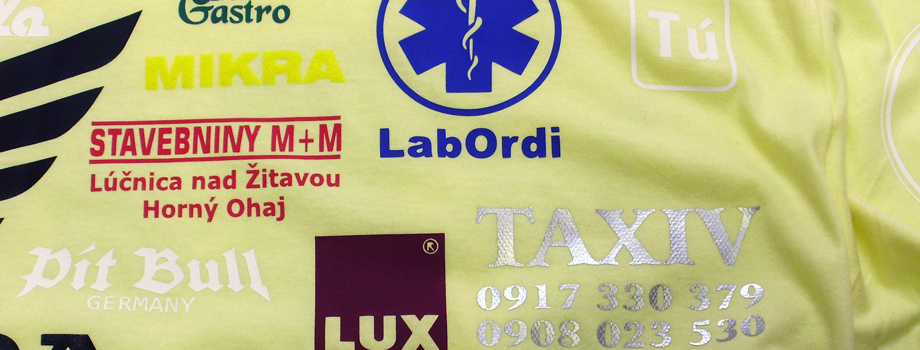 Gastro
MIKRA
STAVEBNINY M+M
Lúčnica nad Žitavou
Horný Ohaj
LabOrdi
Tú
TAXIV
0917 330 379
0908 023 530
Pit Bull
GERMANY
®
LUX